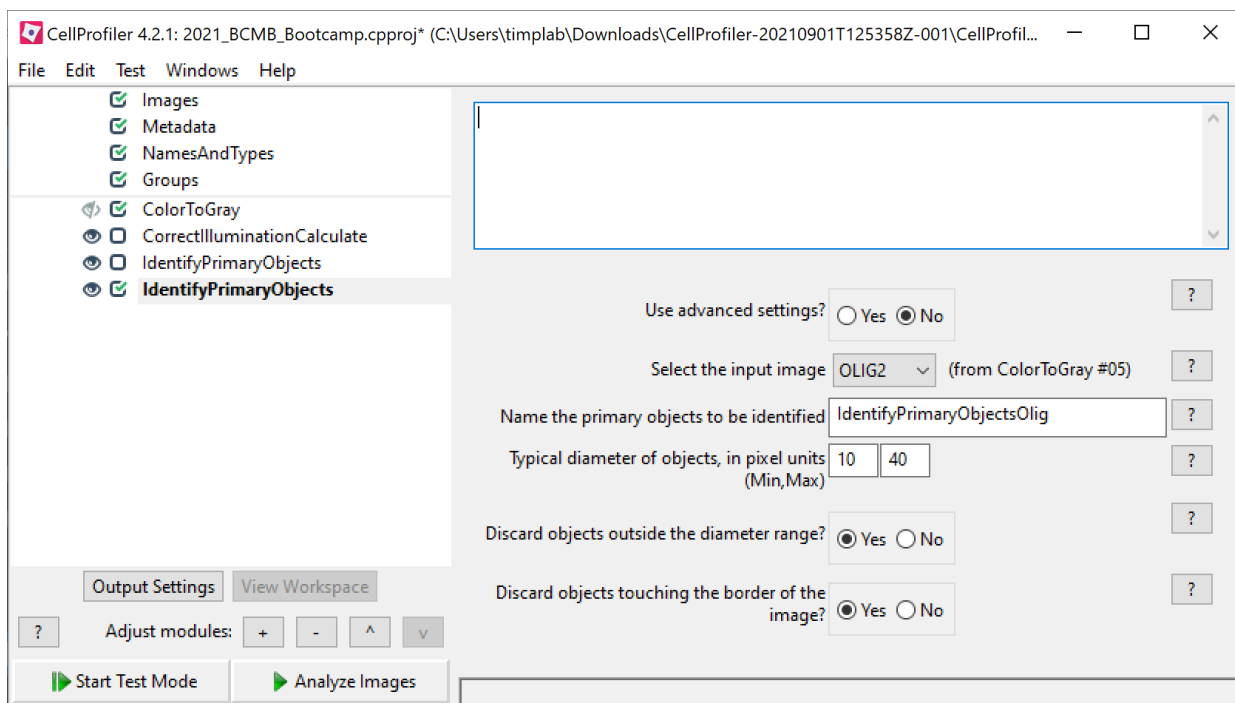 CellProfiler 4.2.1: 2021_BCMB_Bootcamp.cpproj* (C:\Users\timplab\Downloads\CellProfiler-20210901T125358Z-001\CellProfil...
File Edit Test Windows Help
Images
Metadata
NamesAndTypes
Groups
ColorToGray
CorrectIlluminationCalculate
IdentifyPrimaryObjects
IdentifyPrimaryObjects
Output Settings View Workspace
? Adjust modules: + - ^ v
Start Test Mode Analyze Images
Use advanced settings? Yes No ?
Select the input image OLIG2 (from ColorToGray #05) ?
Name the primary objects to be identified IdentifyPrimaryObjectsOlig ?
Typical diameter of objects, in pixel units 10 40 ?
(Min,Max)
Discard objects outside the diameter range? Yes No ?
Discard objects touching the border of the ?
image? Yes No